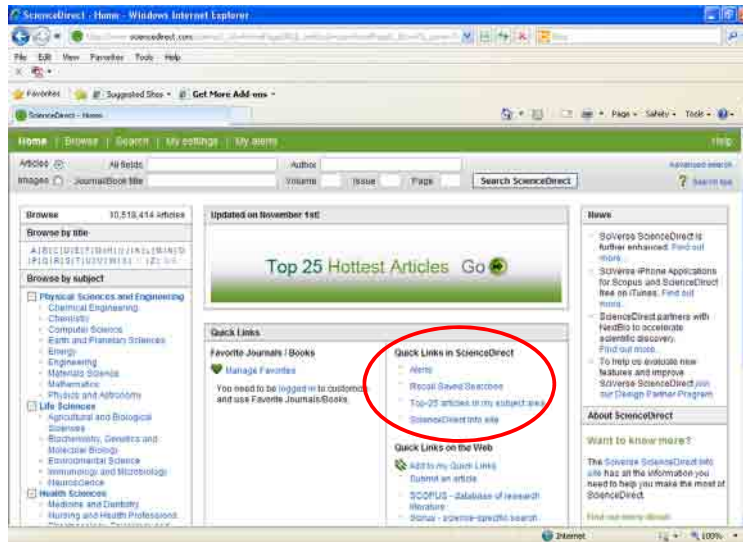 ScienceDirect - Home - Windows Internet Explorer
sciencedirect.com
File Edit View Favorites Tools Help
Favorites Suggested Sites Get More Add-ons
ScienceDirect - Home
Page Safety Tools
Home | Browse | Search | My settings | My alerts
Help
Articles All fields Author
Advanced search
Images Journal/Book title Volume Issue Page Search ScienceDirect
? Search tips
Browse 10,519,414 articles
Browse by title
Browse by subject
Physical Sciences and Engineering
Chemical Engineering
Chemistry
Computer Science
Earth and Planetary Sciences
Energy
Engineering
Materials Science
Mathematics
Physics and Astronomy
Life Sciences
Agricultural and Biological
Sciences
Biochemistry, Genetics and
Molecular Biology
Environmental Science
Immunology and Microbiology
Neuroscience
Health Sciences
Medicine and Dentistry
Nursing and Health Professions
Updated on November 1st!
Top 25 Hottest Articles Go
Quick Links
Favorite Journals / Books
Manage Favorites
You need to be logged in to customize
and use Favorite Journals/Books.
Quick Links in ScienceDirect
Alerts
Recall Saved Searches
Top-25 articles in my subject area
ScienceDirect Info site
Quick Links on the Web
Add to my Quick Links
Submit an article
SCOPUS - database of research
literature
Scirus - science-specific search
News
SciVerse ScienceDirect is
further enhanced. Find out
more.
SciVerse iPhone Applications
for Scopus and ScienceDirect
free on iTunes. Find out
more.
ScienceDirect partners with
NextBio to accelerate
scientific discovery.
Find out more.
To help us evaluate new
features and improve
SciVerse ScienceDirect join
our Design Partner Program
About ScienceDirect
Want to know more?
The SciVerse ScienceDirect Info
site has all the information you
need to help you make the most of
ScienceDirect.
Find out more about
Internet
100%